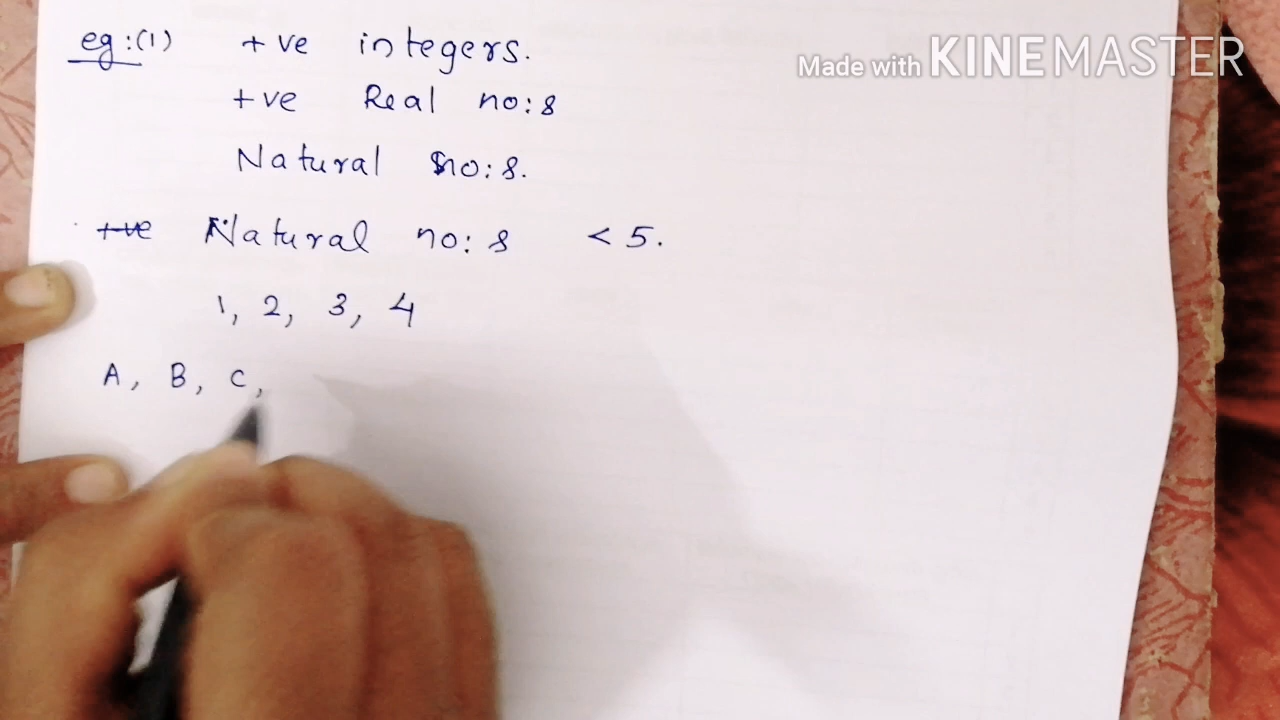 eg:(1) +ve integers.
Made with KINEMASTER
+ve Real no:s
Natural no:s.
+ve Natural no:s < 5.
1, 2, 3, 4
A, B, C,